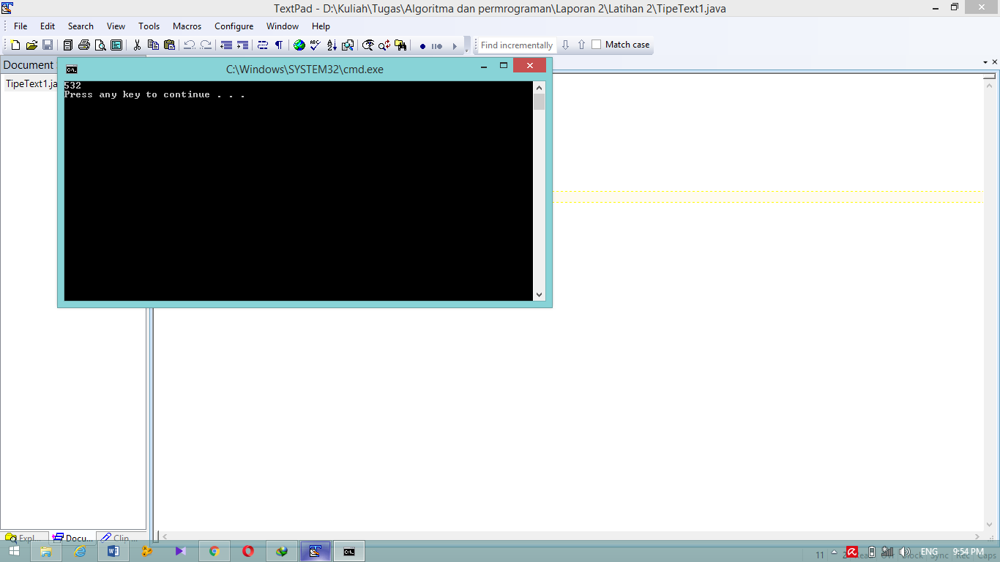 TextPad - D:\Kuliah\Tugas\Algoritma dan permrograman\Laporan 2\Latihan 2\TipeText1.java
File Edit Search View Tools Macros Configure Window Help
Find incrementally Match case
Document
TipeText1.ja
C:\Windows\SYSTEM32\cmd.exe
532
Press any key to continue . . .
Expl... Docu... Clip ...
11 Block Sync Rec Caps
ENG 9:54 PM